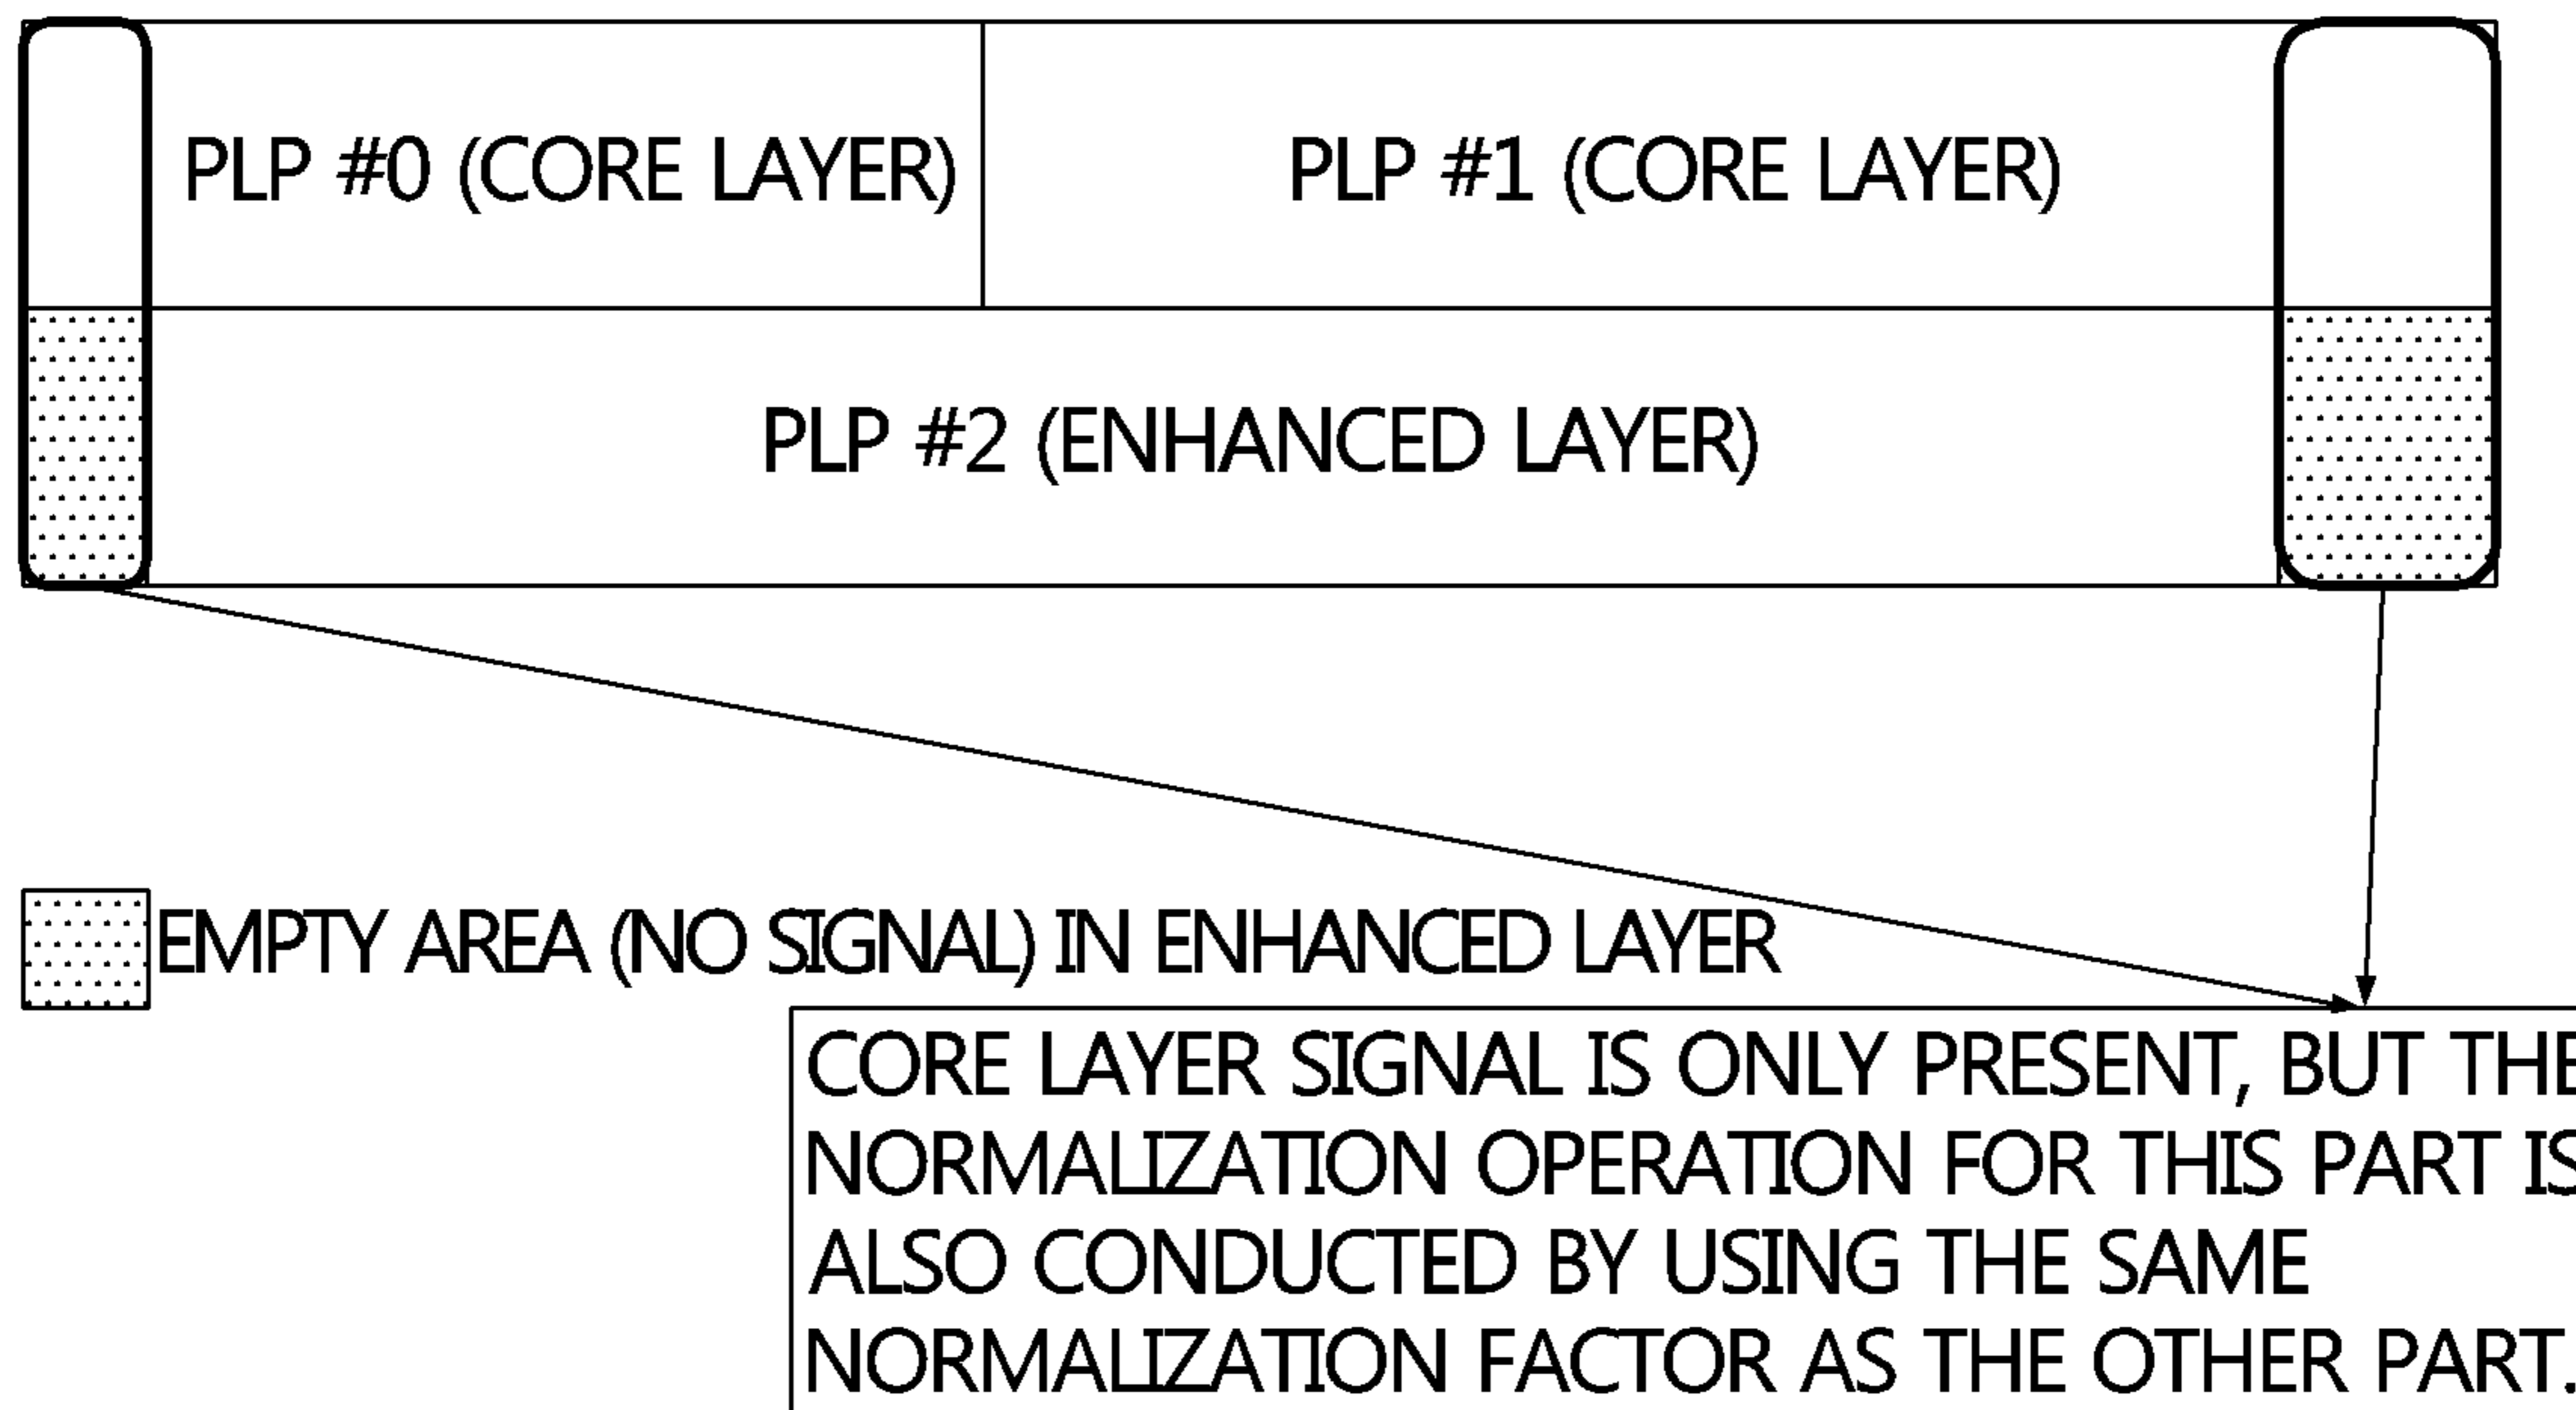 PLP #0 (CORE LAYER)
PLP #1 (CORE LAYER)
PLP #2 (ENHANCED LAYER)
EMPTY AREA (NO SIGNAL) IN ENHANCED LAYER
CORE LAYER SIGNAL IS ONLY PRESENT, BUT THE
NORMALIZATION OPERATION FOR THIS PART IS
ALSO CONDUCTED BY USING THE SAME
NORMALIZATION FACTOR AS THE OTHER PART.